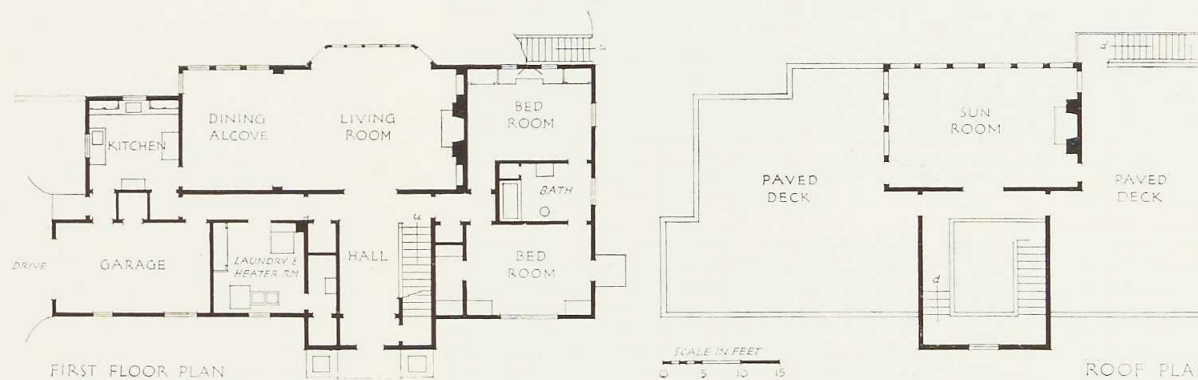 u
DINING
ALCOVE
LIVING
ROOM
BED
ROOM
KITCHEN
BATH
u
DRIVE
GARAGE
LAUNDRY &
HEATER RM
HALL
BED
ROOM
FIRST FLOOR PLAN
d
SUN
ROOM
PAVED
DECK
PAVED
DECK
d
SCALE IN FEET
0 5 10 15
ROOF PLA